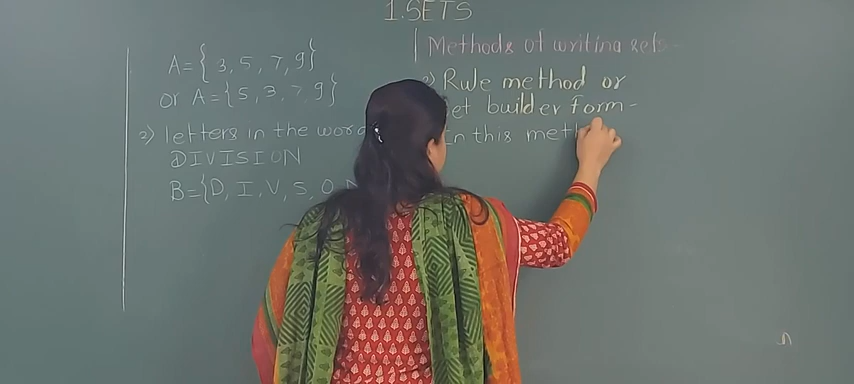 1. SETS
A = { 3, 5, 7, 9 }
or A = { 5, 3, 7, 9 }
2) letters in the word
DIVISION
B = { D, I, V, S, O, N
Methods of writing sets -
Rule method or
set builder form -
In this meth